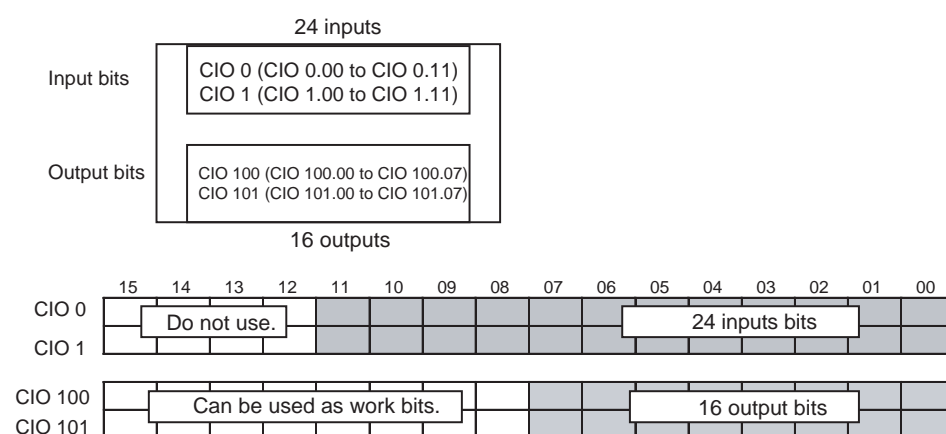 24 inputs
Input bits
CIO 0 (CIO 0.00 to CIO 0.11)
CIO 1 (CIO 1.00 to CIO 1.11)
Output bits
CIO 100 (CIO 100.00 to CIO 100.07)
CIO 101 (CIO 101.00 to CIO 101.07)
16 outputs
15 14 13 12 11 10 09 08 07 06 05 04 03 02 01 00
CIO 0
Do not use.
24 inputs bits
CIO 1
CIO 100
Can be used as work bits.
16 output bits
CIO 101